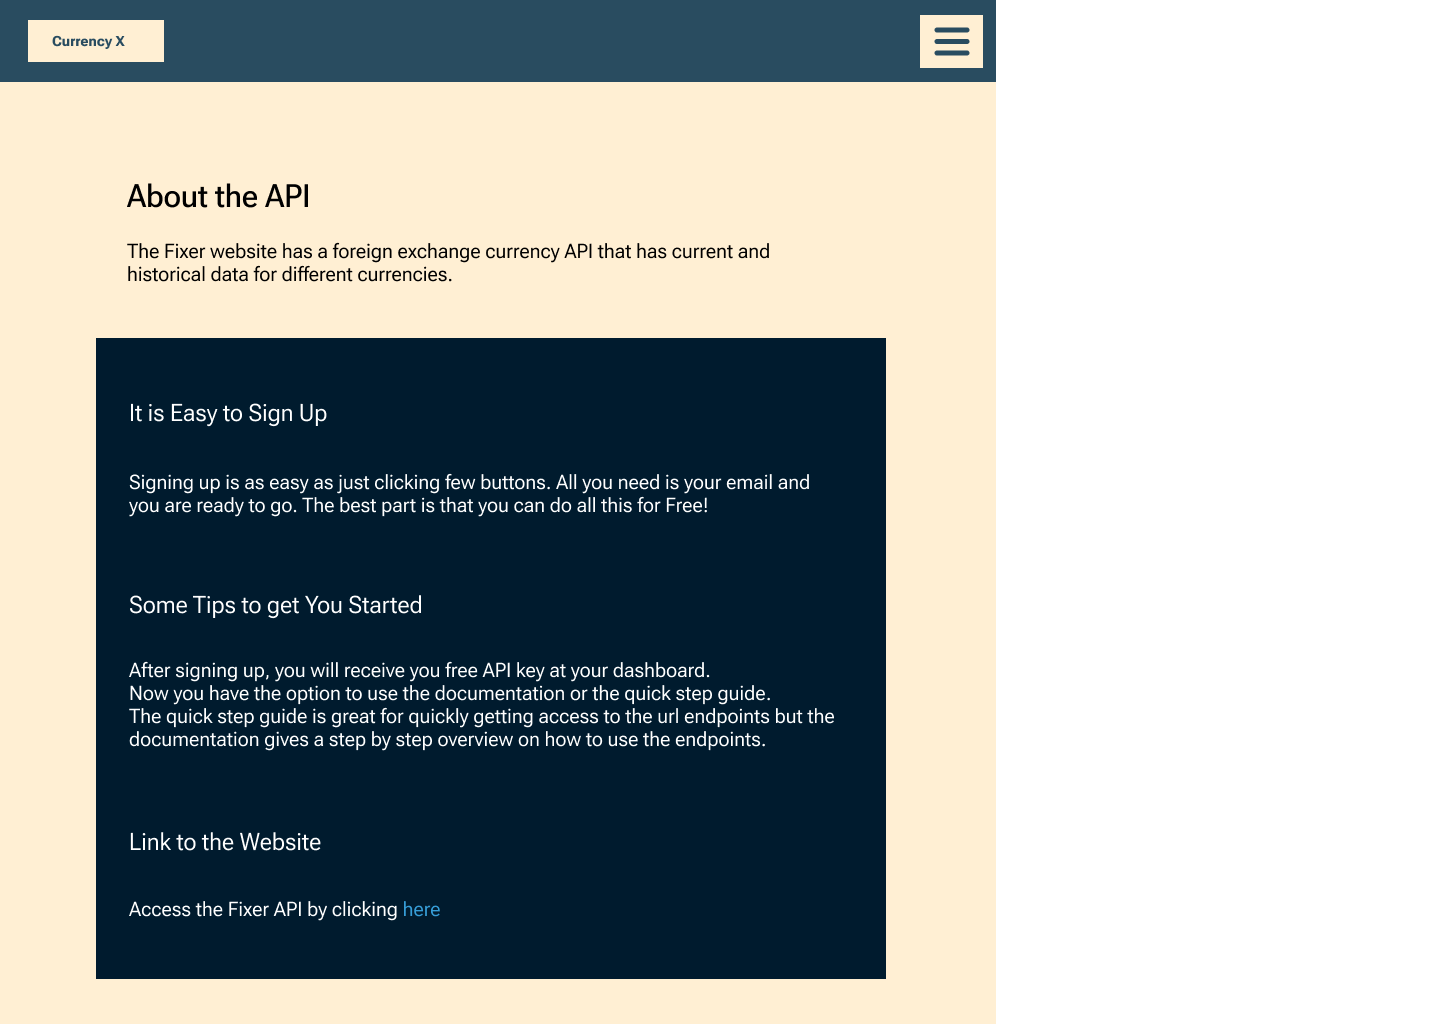 Currency X
About the API
The Fixer website has a foreign exchange currency API that has current and
historical data for different currencies.
It is Easy to Sign Up
Signing up is as easy as just clicking few buttons. All you need is your email and
you are ready to go. The best part is that you can do all this for Free!
Some Tips to get You Started
After signing up, you will receive you free API key at your dashboard.
Now you have the option to use the documentation or the quick step guide.
The quick step guide is great for quickly getting access to the url endpoints but the
documentation gives a step by step overview on how to use the endpoints.
Link to the Website
Access the Fixer API by clicking here